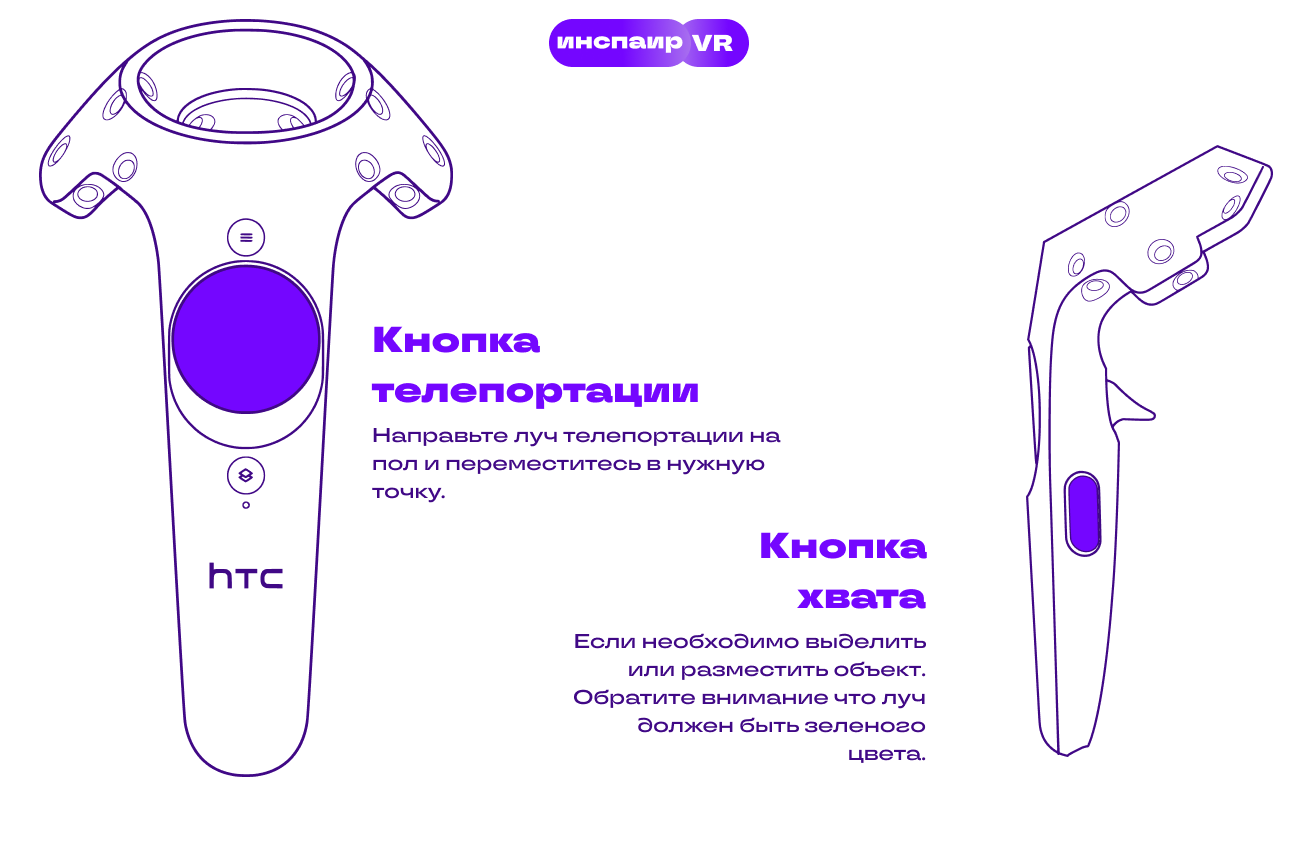 инспаир VR
Кнопка
телепортации
Направьте луч телепортации на
пол и переместитесь в нужную
точку.
Кнопка
хвата
Если необходимо выделить
или разместить объект.
Обратите внимание что луч
должен быть зеленого
цвета.
hTC